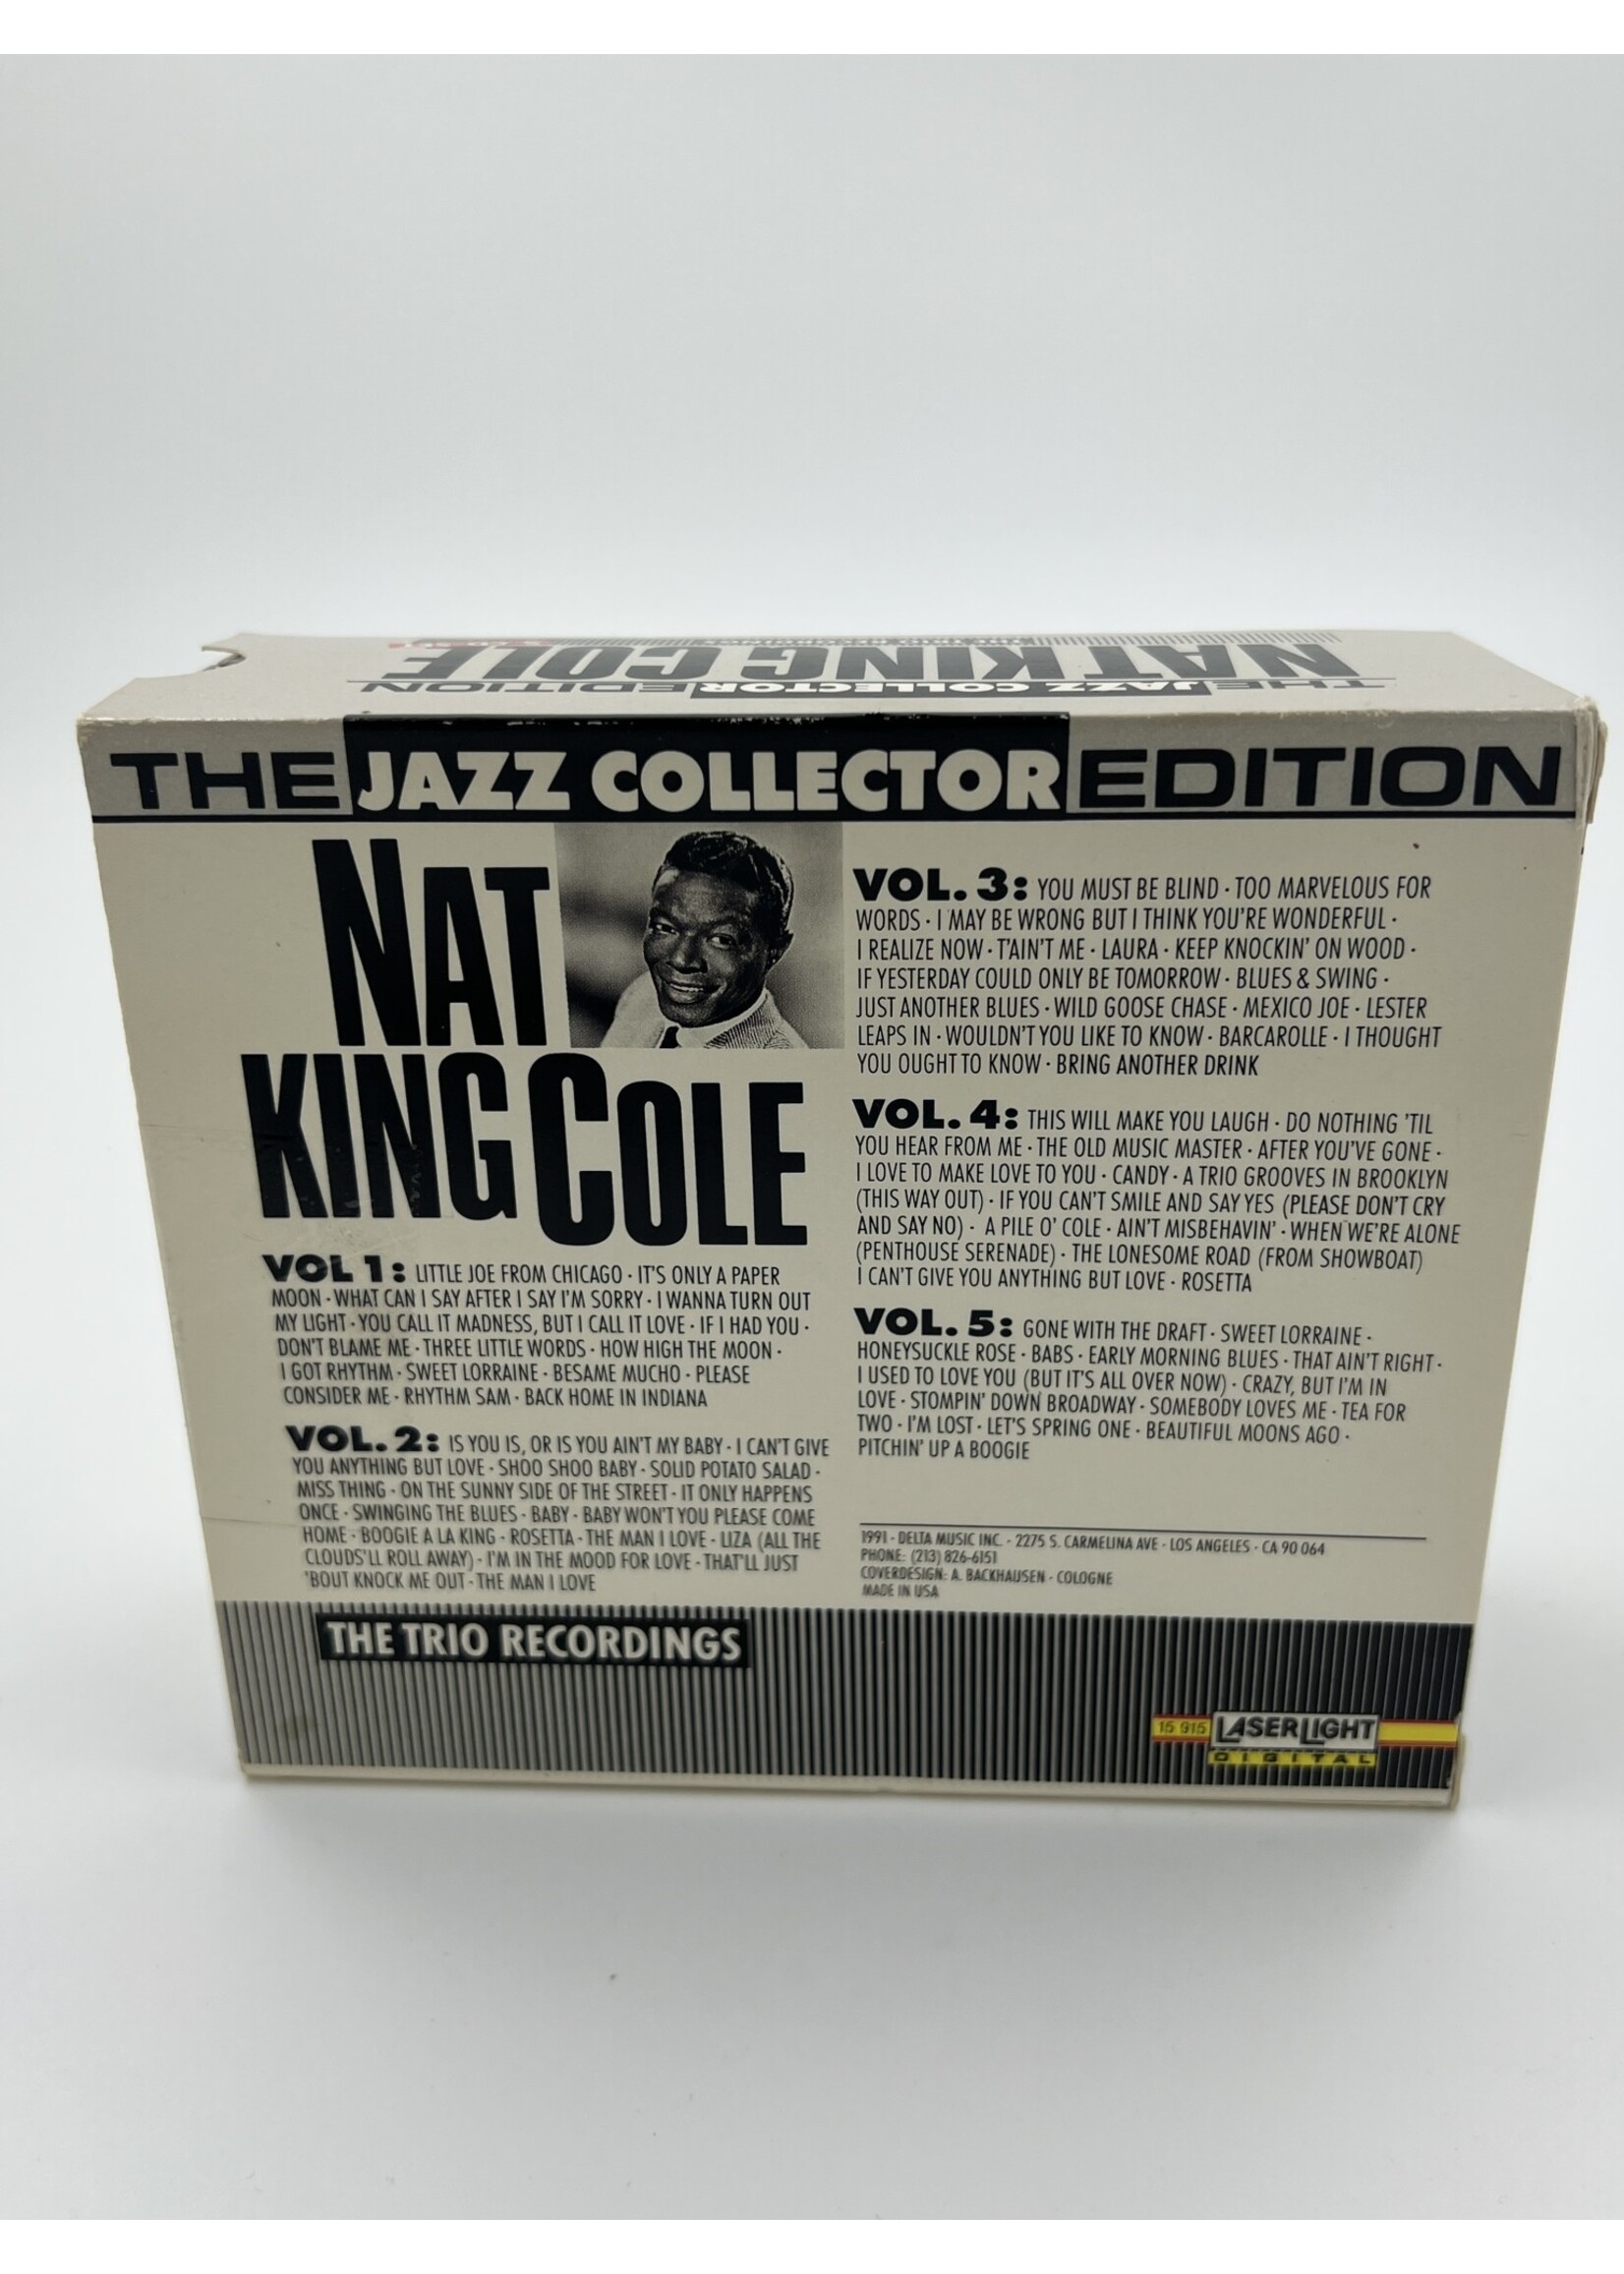 THE JAZZ COLLECTOR EDITION
NAT KING COLE
THE JAZZ COLLECTOR EDITION
NAT
KING COLE
VOL 1: LITTLE JOE FROM CHICAGO · IT'S ONLY A PAPER
MOON · WHAT CAN I SAY AFTER I SAY I'M SORRY · I WANNA TURN OUT
MY LIGHT · YOU CALL IT MADNESS, BUT I CALL IT LOVE · IF I HAD YOU ·
DON'T BLAME ME · THREE LITTLE WORDS · HOW HIGH THE MOON ·
I GOT RHYTHM · SWEET LORRAINE · BESAME MUCHO · PLEASE
CONSIDER ME · RHYTHM SAM · BACK HOME IN INDIANA
VOL. 2: IS YOU IS, OR IS YOU AIN'T MY BABY · I CAN'T GIVE
YOU ANYTHING BUT LOVE · SHOO SHOO BABY · SOLID POTATO SALAD ·
MISS THING · ON THE SUNNY SIDE OF THE STREET · IT ONLY HAPPENS
ONCE · SWINGING THE BLUES · BABY · BABY WON'T YOU PLEASE COME
HOME · BOOGIE A LA KING · ROSETTA · THE MAN I LOVE · LIZA (ALL THE
CLOUDS'LL ROLL AWAY) · I'M IN THE MOOD FOR LOVE · THAT'LL JUST
'BOUT KNOCK ME OUT · THE MAN I LOVE
VOL. 3: YOU MUST BE BLIND · TOO MARVELOUS FOR
WORDS · I MAY BE WRONG BUT I THINK YOU'RE WONDERFUL ·
I REALIZE NOW · T'AIN'T ME · LAURA · KEEP KNOCKIN' ON WOOD ·
IF YESTERDAY COULD ONLY BE TOMORROW · BLUES & SWING ·
JUST ANOTHER BLUES · WILD GOOSE CHASE · MEXICO JOE · LESTER
LEAPS IN · WOULDN'T YOU LIKE TO KNOW · BARCAROLLE · I THOUGHT
YOU OUGHT TO KNOW · BRING ANOTHER DRINK
VOL. 4: THIS WILL MAKE YOU LAUGH · DO NOTHING 'TIL
YOU HEAR FROM ME · THE OLD MUSIC MASTER · AFTER YOU'VE GONE ·
I LOVE TO MAKE LOVE TO YOU · CANDY · A TRIO GROOVES IN BROOKLYN
(THIS WAY OUT) · IF YOU CAN'T SMILE AND SAY YES (PLEASE DON'T CRY
AND SAY NO) · A PILE O' COLE · AIN'T MISBEHAVIN' · WHEN WE'RE ALONE
(PENTHOUSE SERENADE) · THE LONESOME ROAD (FROM SHOWBOAT)
I CAN'T GIVE YOU ANYTHING BUT LOVE · ROSETTA
VOL. 5: GONE WITH THE DRAFT · SWEET LORRAINE ·
HONEYSUCKLE ROSE · BABS · EARLY MORNING BLUES · THAT AIN'T RIGHT ·
I USED TO LOVE YOU (BUT IT'S ALL OVER NOW) · CRAZY, BUT I'M IN
LOVE · STOMPIN' DOWN BROADWAY · SOMEBODY LOVES ME · TEA FOR
TWO · I'M LOST · LET'S SPRING ONE · BEAUTIFUL MOONS AGO ·
PITCHIN' UP A BOOGIE
1991 · DELTA MUSIC INC. · 2275 S. CARMELINA AVE · LOS ANGELES · CA 90 064
PHONE: (213) 826-6151
COVERDESIGN: A. BACKHAUSEN · COLOGNE
MADE IN USA
THE TRIO RECORDINGS
15 915 LASERLIGHT
DIGITAL